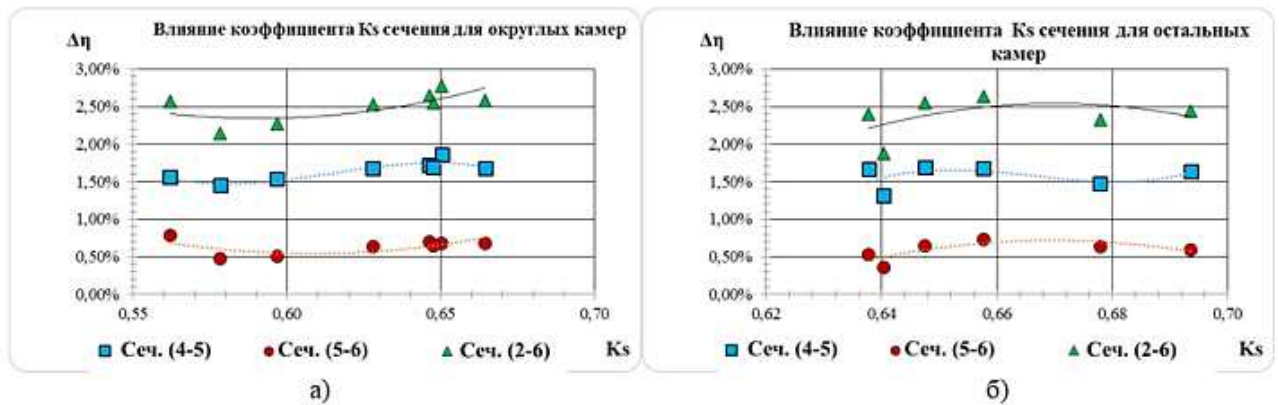 Влияние коэффициента Ks сечения для округлых камер
Δη
3,00%
2,50%
2,00%
1,50%
1,00%
0,50%
0,00%
0,55
0,60
0,65
0,70
Сеч. (4-5)
Сеч. (5-6)
Сеч. (2-6)
Ks
а)
Влияние коэффициента Ks сечения для остальных
камер
Δη
3,00%
2,50%
2,00%
1,50%
1,00%
0,50%
0,00%
0,62
0,64
0,66
0,68
0,70
Сеч. (4-5)
Сеч. (5-6)
Сеч. (2-6)
Ks
б)